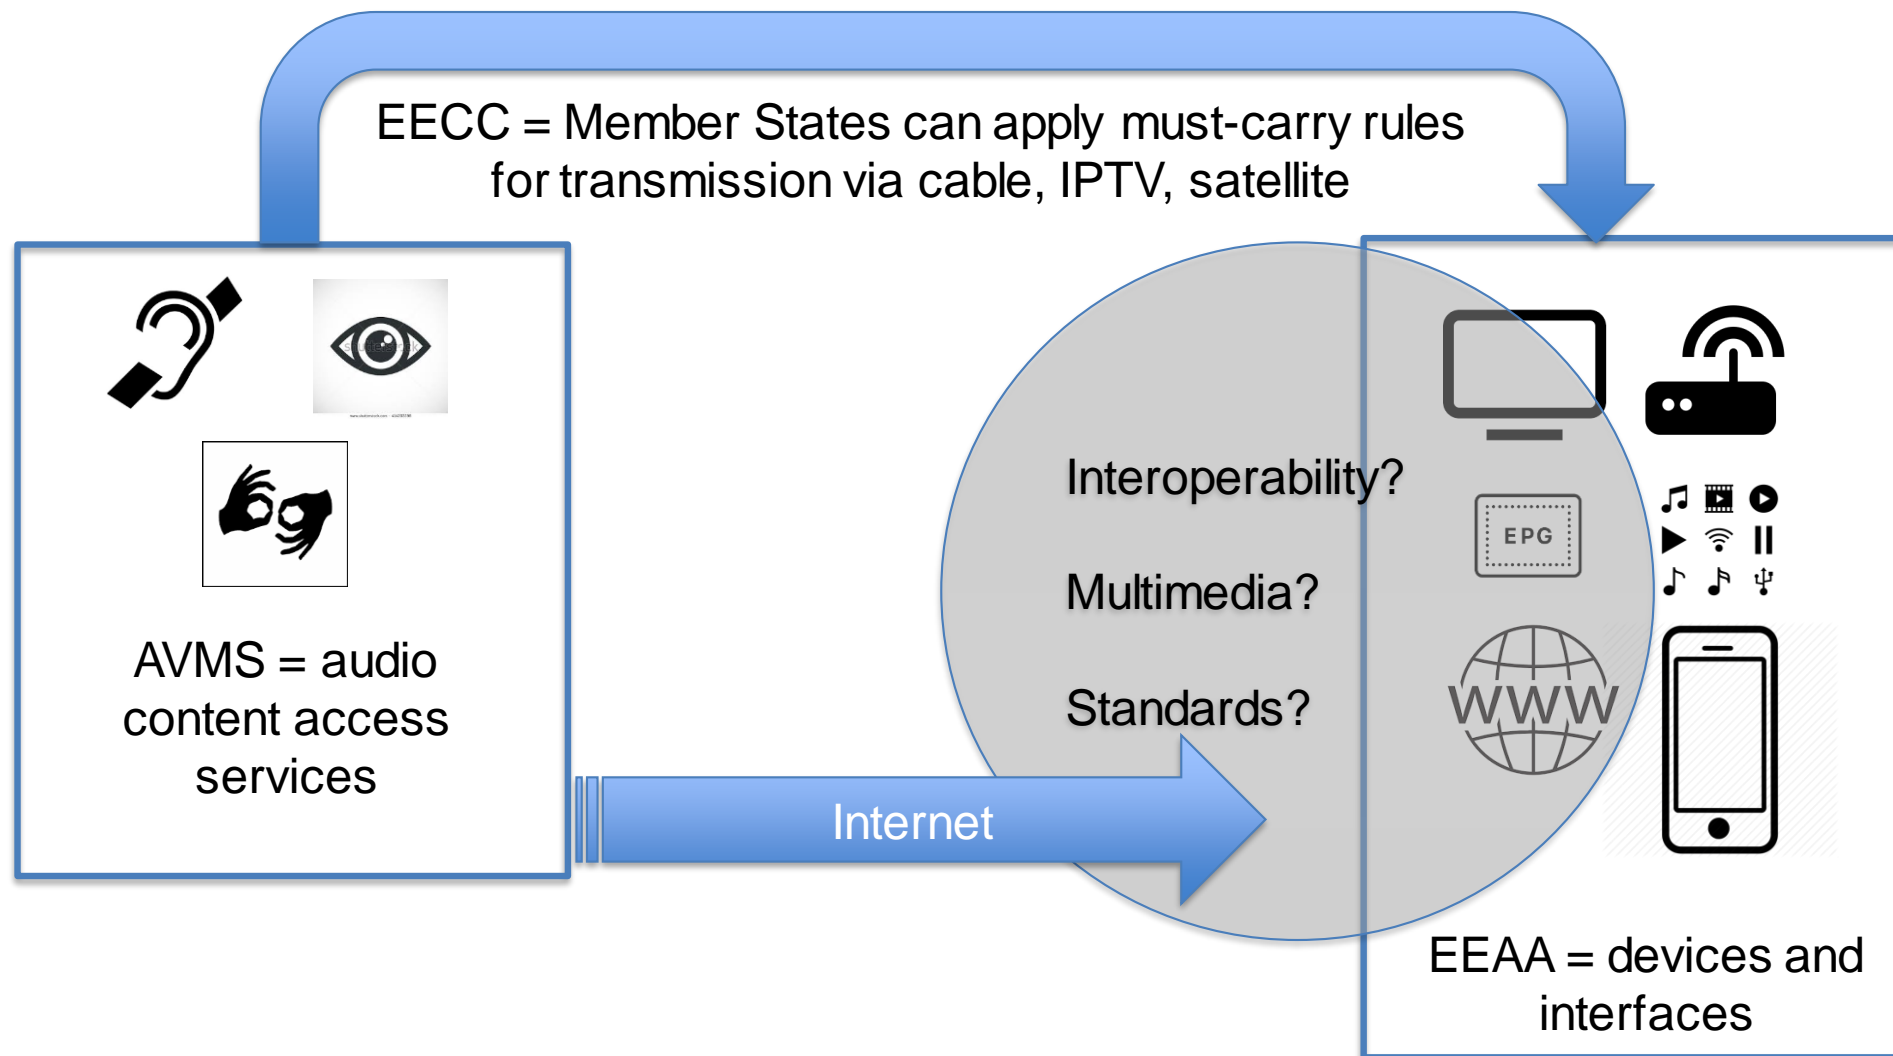 EECC = Member States can apply must-carry rules
for transmission via cable, IPTV, satellite
AVMS = audio
content access
services
Interoperability?
Multimedia?
Standards?
Internet
EPG
WWW
EEAA = devices and
interfaces